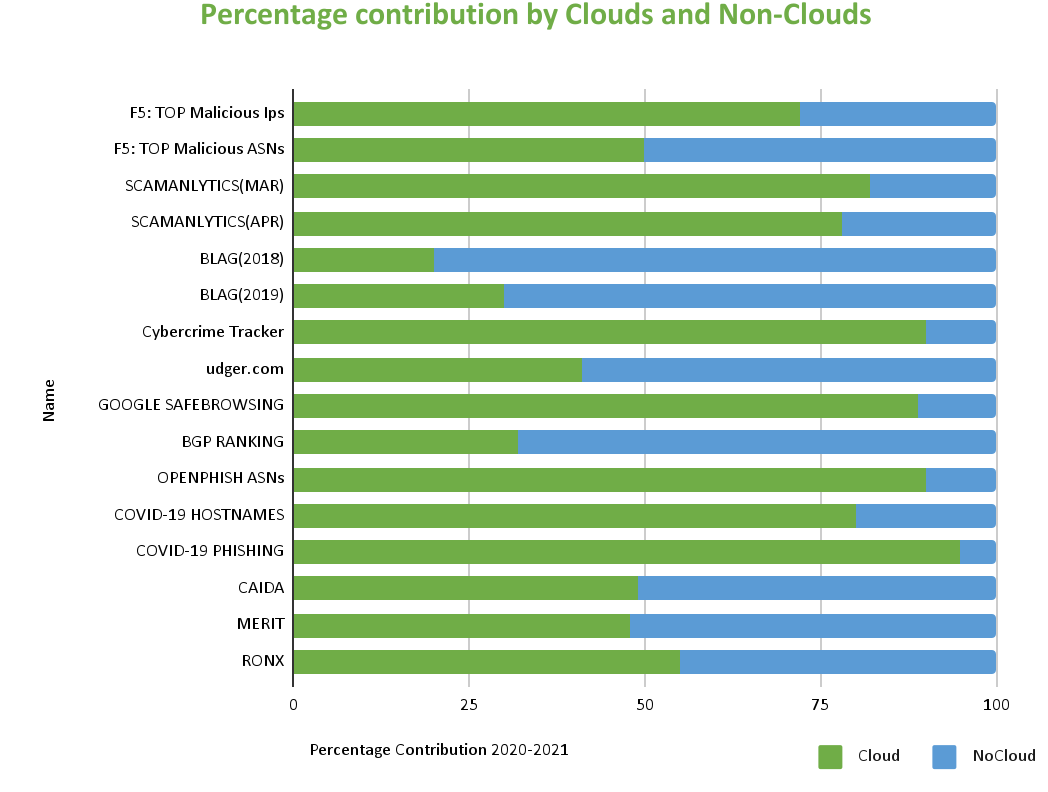 Percentage contribution by Clouds and Non-Clouds
F5: TOP Malicious Ips
F5: TOP Malicious ASNs
SCAMANLYTICS(MAR)
SCAMANLYTICS(APR)
BLAG(2018)
BLAG(2019)
Cybercrime Tracker
udger.com
GOOGLE SAFEBROWSING
BGP RANKING
OPENPHISH ASNs
COVID-19 HOSTNAMES
COVID-19 PHISHING
CAIDA
MERIT
RONX
Name
0 25 50 75 100
Percentage Contribution 2020-2021
Cloud NoCloud